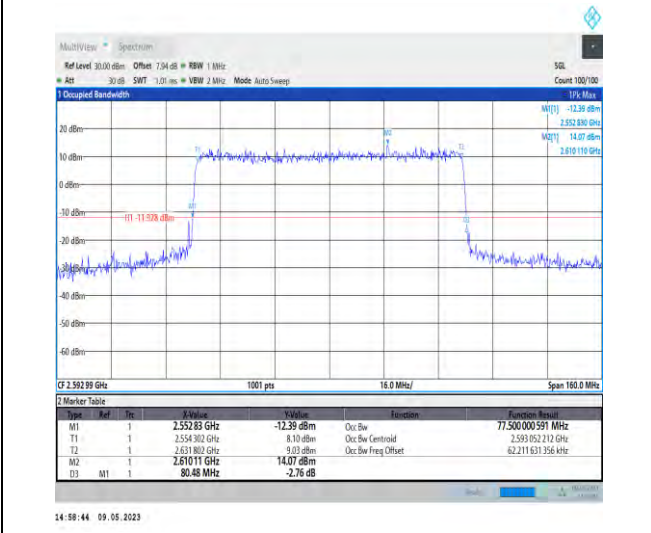 MultiView Spectrum
Ref Level 30.00 dBm Offset 7.94 dB RBW 1 MHz SGL
Att 30 dB SWT 1.01 ms VBW 2 MHz Mode Auto Sweep Count 100/100
1 Occupied Bandwidth 1Pk Max
M1[1] -12.39 dBm
2.552 830 GHz
20 dBm M2[1] 14.07 dBm
M2
2.610 110 GHz
T1 T2
10 dBm
0 dBm
M1
-10 dBm
H1 -11.928 dBm
D3
-20 dBm
-30 dBm
-40 dBm
-50 dBm
-60 dBm
CF 2.592 99 GHz 1001 pts 16.0 MHz/ Span 160.0 MHz
2 Marker Table
Type Ref Trc X-Value Y-Value Function Function Result
M1 1 2.552 83 GHz -12.39 dBm Occ Bw 77.500 000 591 MHz
T1 1 2.554 302 GHz 8.10 dBm Occ Bw Centroid 2.593 052 212 GHz
T2 1 2.631 802 GHz 9.03 dBm Occ Bw Freq Offset 62.211 631 356 kHz
M2 1 2.610 11 GHz 14.07 dBm
D3 M1 1 80.48 MHz -2.76 dB
14:58:44 09.05.2023